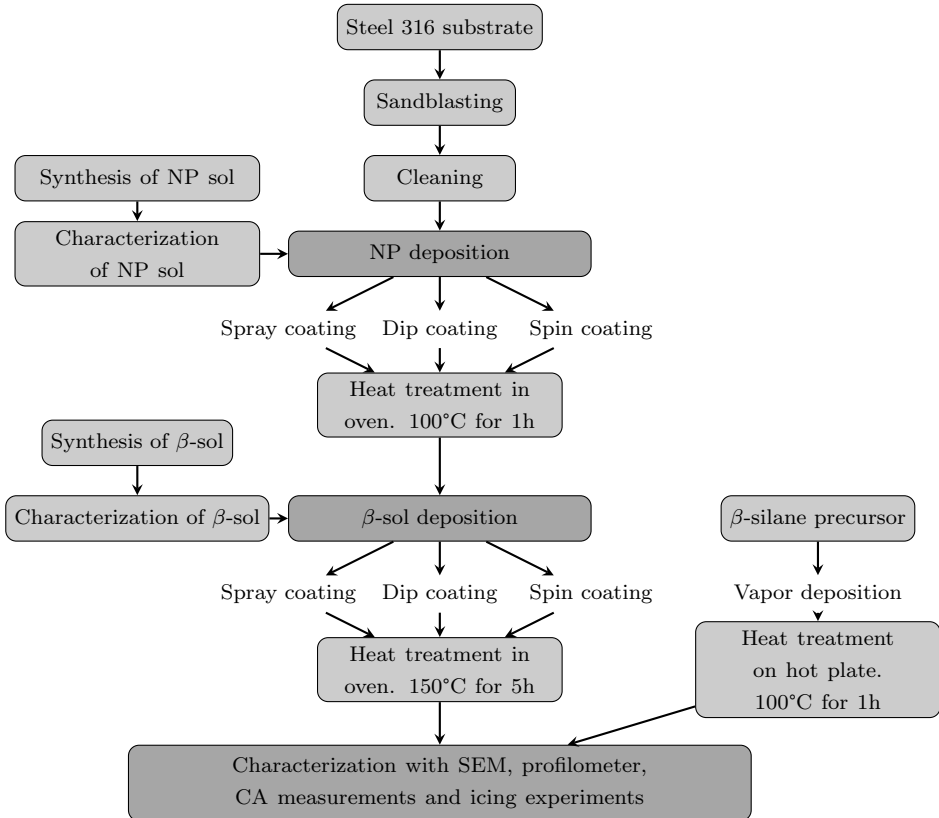 Steel 316 substrate
Sandblasting
Cleaning
Synthesis of NP sol
Characterization
of NP sol
NP deposition
Spray coating
Dip coating
Spin coating
Heat treatment in
oven. 100°C for 1h
Synthesis of β-sol
Characterization of β-sol
β-sol deposition
β-silane precursor
Spray coating
Dip coating
Spin coating
Vapor deposition
Heat treatment in
oven. 150°C for 5h
Heat treatment
on hot plate.
100°C for 1h
Characterization with SEM, profilometer,
CA measurements and icing experiments